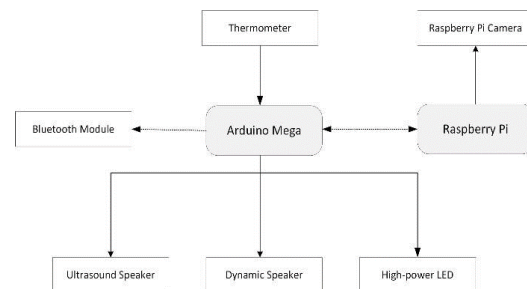 Thermometer
Raspberry Pi Camera
Bluetooth Module
Arduino Mega
Raspberry Pi
Ultrasound Speaker
Dynamic Speaker
High-power LED